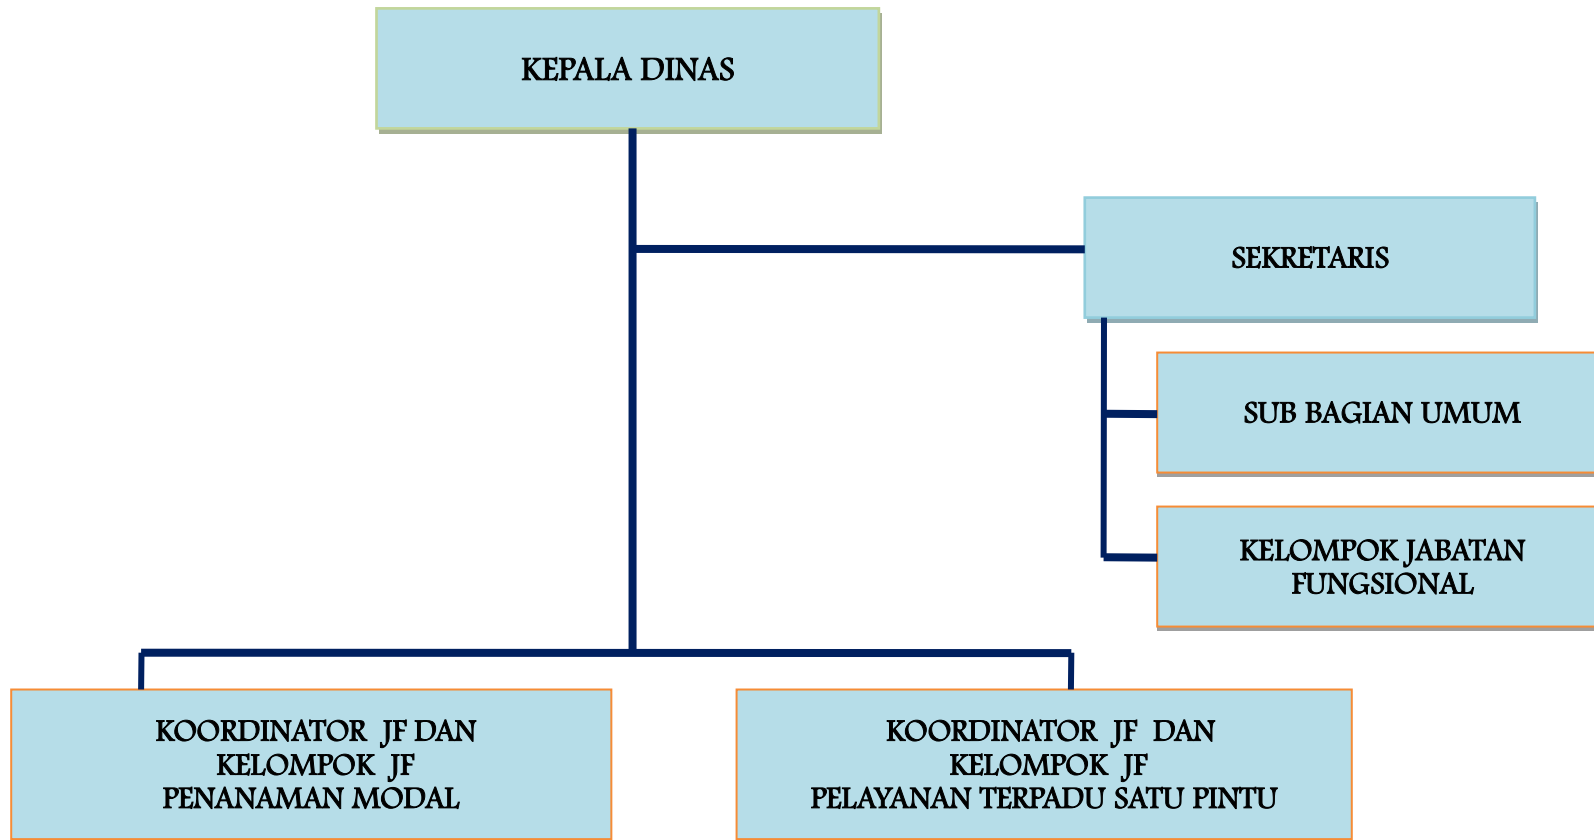 KEPALA DINAS
SEKRETARIS
SUB BAGIAN UMUM
KELOMPOK JABATAN
FUNGSIONAL
KOORDINATOR JF DAN
KELOMPOK JF
PENANAMAN MODAL
KOORDINATOR JF DAN
KELOMPOK JF
PELAYANAN TERPADU SATU PINTU